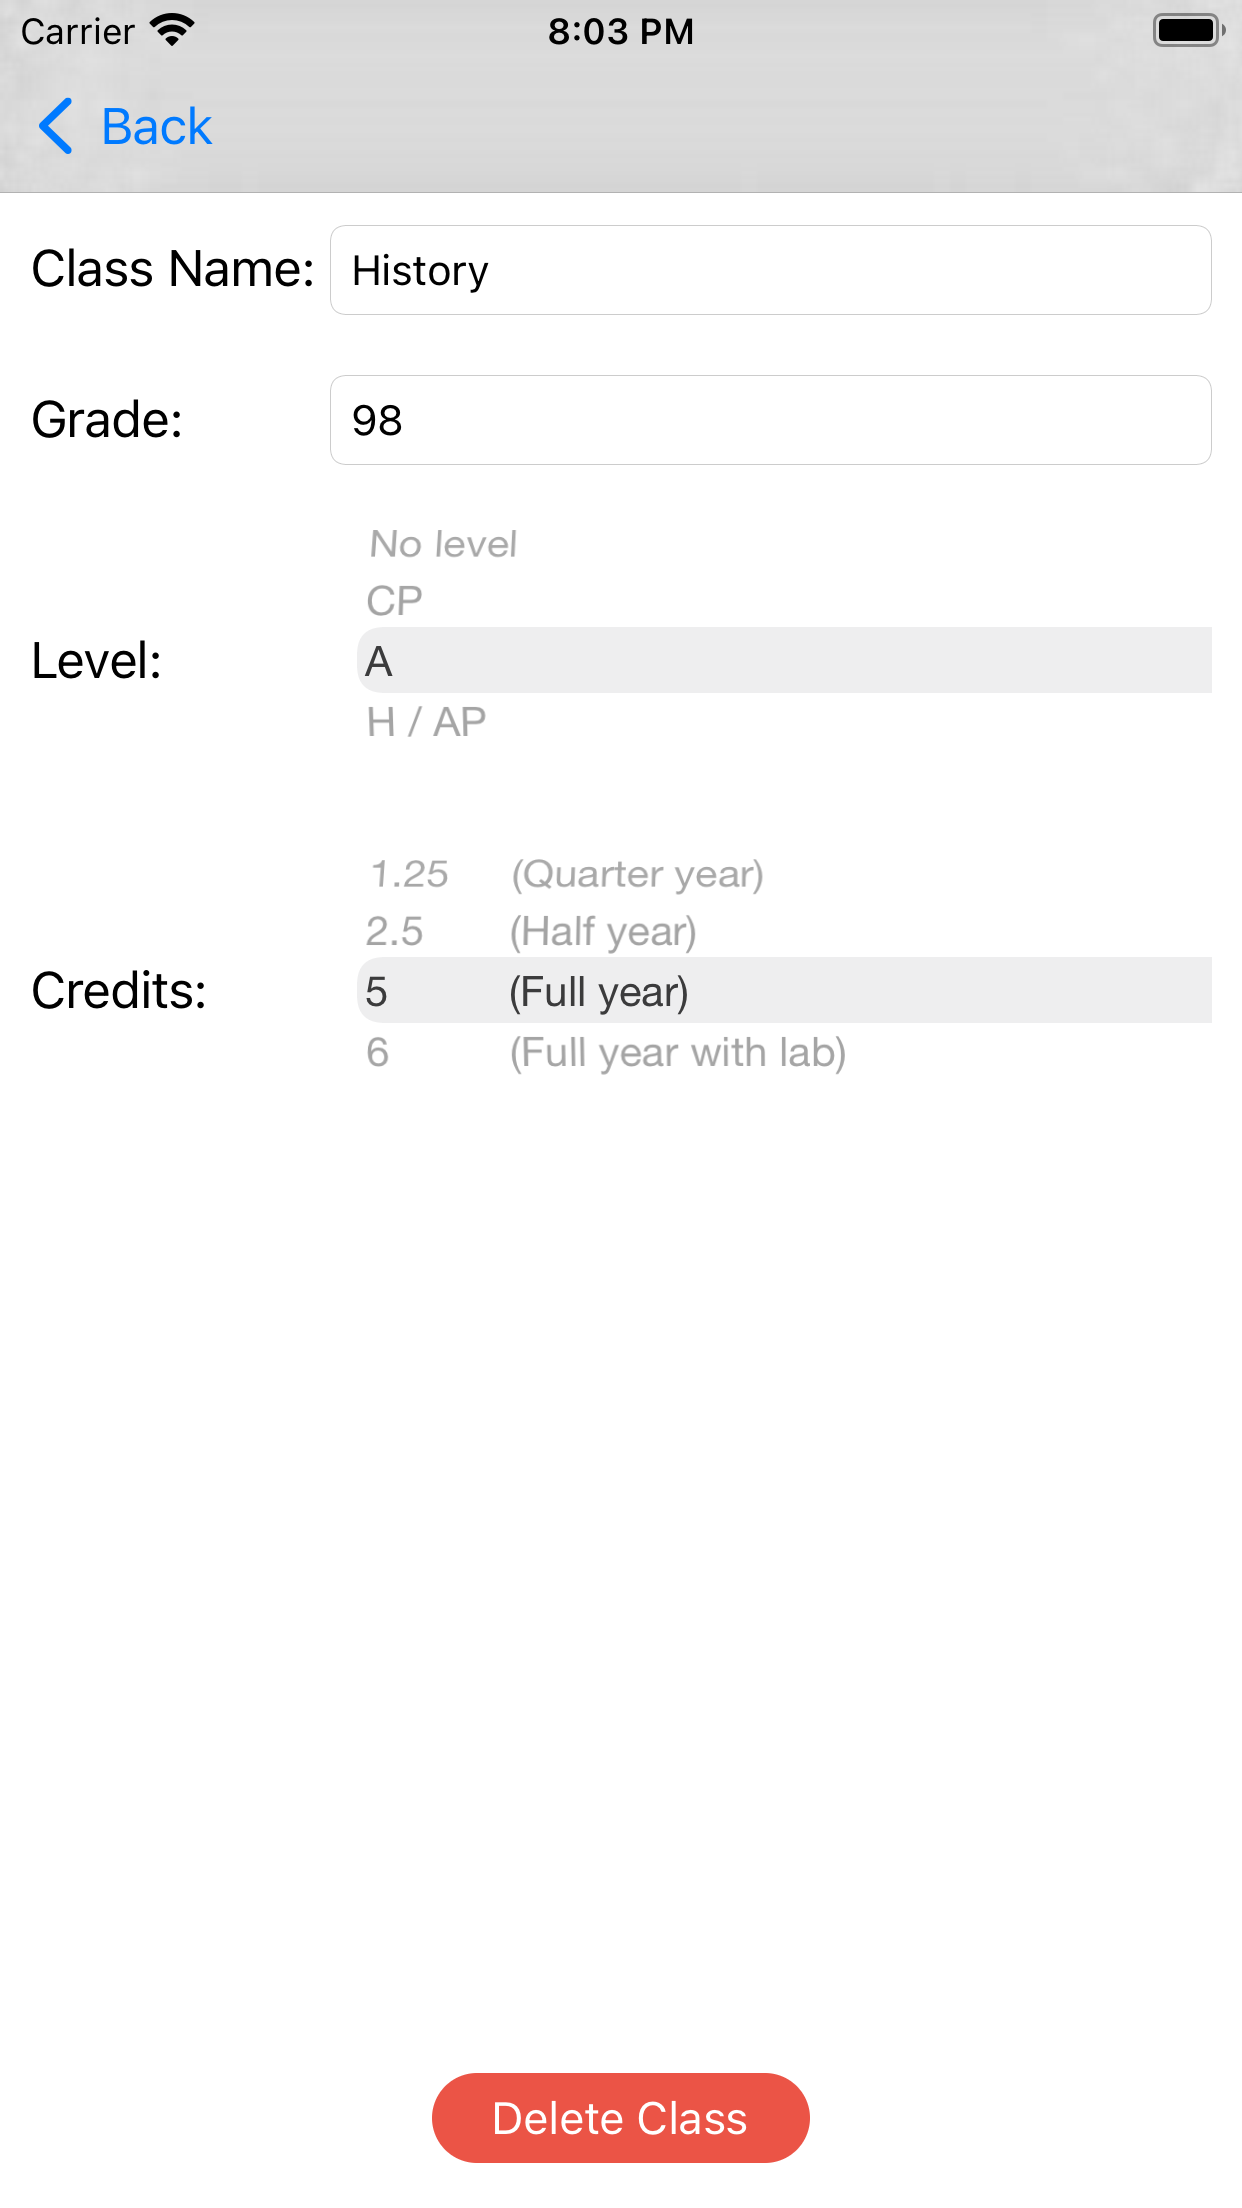 Carrier 8:03 PM
Back
Class Name: History
Grade: 98
No level
CP
Level: A
H / AP
1.25 (Quarter year)
2.5 (Half year)
Credits: 5 (Full year)
6 (Full year with lab)
Delete Class